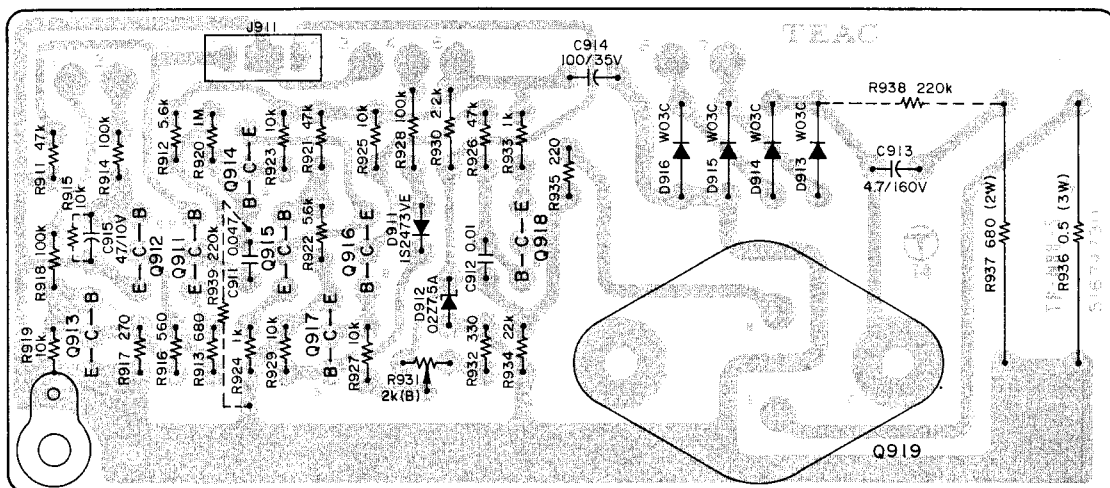 J911
TEAC
C914
100/35V
R938 220k
R911 47k
R914 100k
R912 5.6k
R920 1M
Q914
B-C-E
R923 10k
R921 47k
R925 10k
R928 100k
R930 2.2k
R926 47k
R933 1k
R935 220
D916 W03C
D915 W03C
D914 W03C
D913 W03C
C913
4.7/160V
R915
10k
C915
47/10V
R918 100k
E-C-B
Q912
Q911
E-C-B
R939 220k
C911 0.047
Q915
E-C-B
R922 5.6k
Q916
B-C-E
D911
1S2473VE
C912 0.01
B-C-E
Q918
D912
02Z7.5A
R937 680 (2W)
R936 0.5 (3W)
R919
10k
Q913
E-C-B
R917 270
R916 560
R913 680
R924 1k
R929 10k
Q917
B-C-E
R927 10k
R931
2k(B)
R932 330
R934 22k
Q919